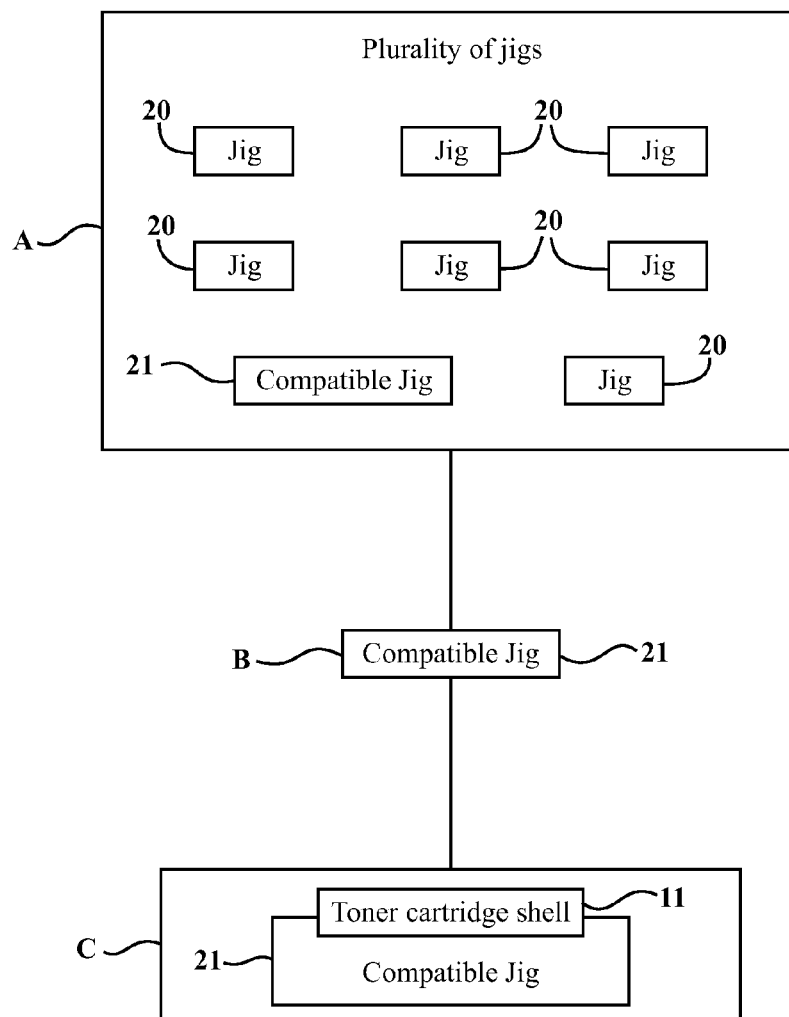 Plurality of jigs
20 20
Jig Jig Jig
A
20 20
Jig Jig Jig
21 20
Compatible Jig Jig
B Compatible Jig 21
Toner cartridge shell 11
C 21
Compatible Jig